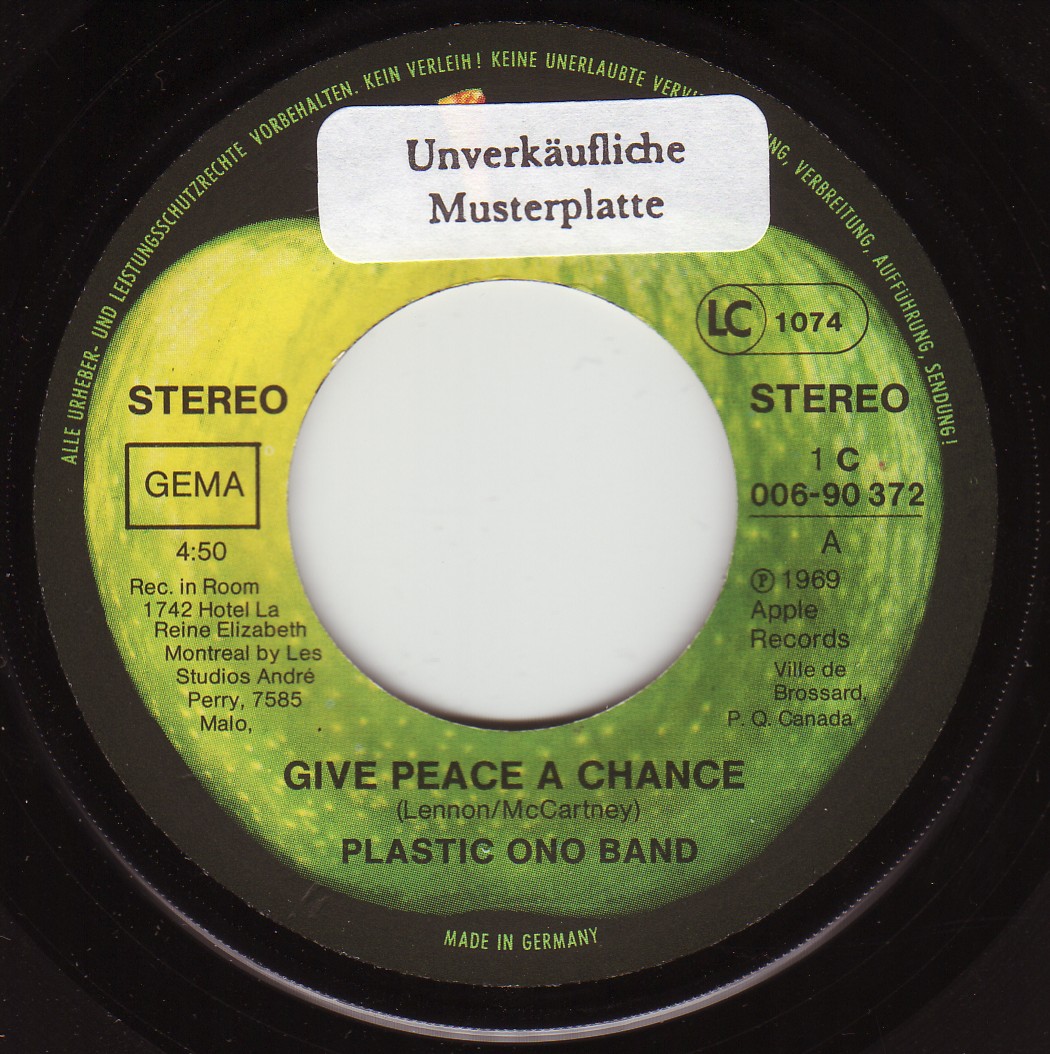 ALLE URHEBER- UND LEISTUNGSSCHUTZRECHTE VORBEHALTEN. KEIN VERLEIH! KEINE UNERLAUBTE VERBREITUNG, AUFFÜHRUNG, SENDUNG!
Unverkäufliche
Musterplatte
LC 1074
STEREO
GEMA
4:50
Rec. in Room
1742 Hotel La
Reine Elizabeth
Montreal by Les
Studios André
Perry, 7585
Malo,
STEREO
1 C
006-90 372
A
℗ 1969
Apple
Records
Ville de
Brossard,
P. Q. Canada
GIVE PEACE A CHANCE
(Lennon/McCartney)
PLASTIC ONO BAND
MADE IN GERMANY